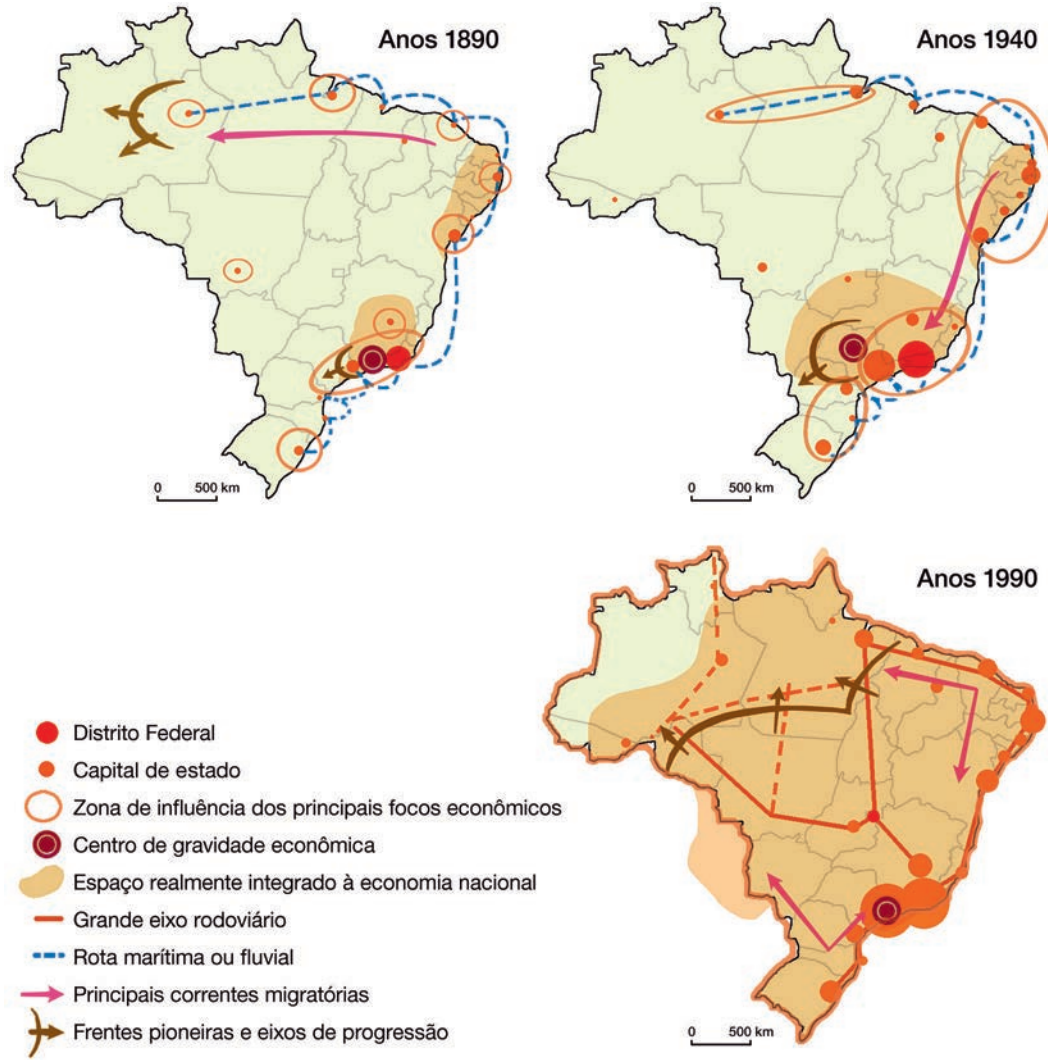 Anos 1890
0 500 km
Anos 1940
0 500 km
Anos 1990
0 500 km
Distrito Federal
Capital de estado
Zona de influência dos principais focos econômicos
Centro de gravidade econômica
Espaço realmente integrado à economia nacional
Grande eixo rodoviário
Rota marítima ou fluvial
Principais correntes migratórias
Frentes pioneiras e eixos de progressão